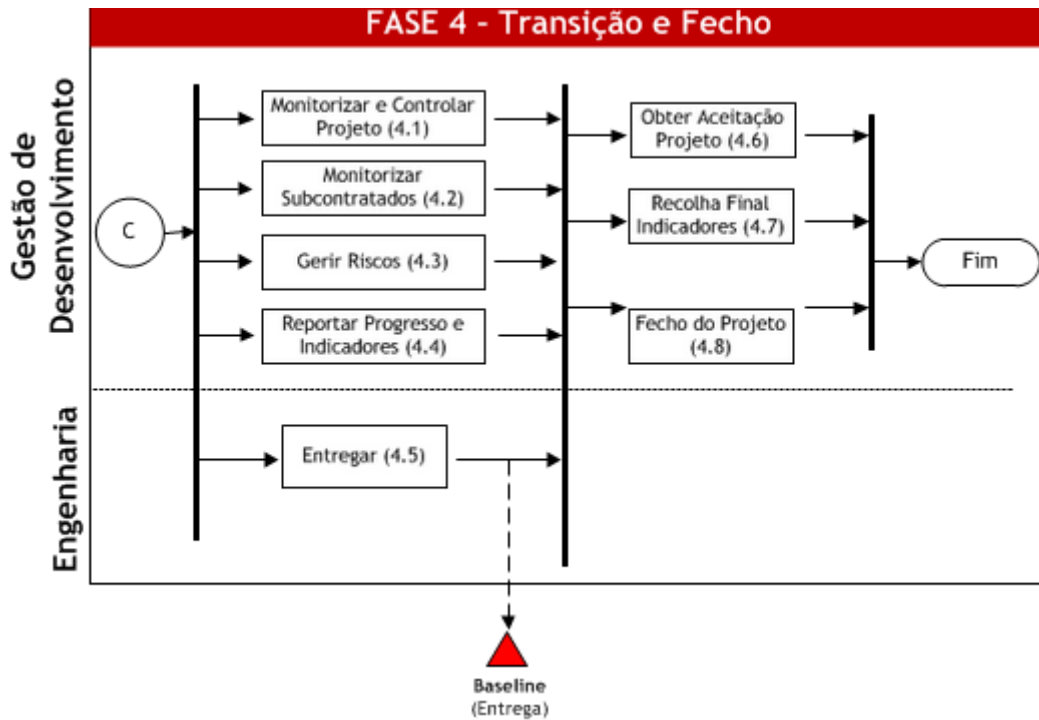 FASE 4 – Transição e Fecho
Gestão de
Desenvolvimento
C
Monitorizar e Controlar
Projeto (4.1)
Monitorizar
Subcontratados (4.2)
Gerir Riscos (4.3)
Reportar Progresso e
Indicadores (4.4)
Obter Aceitação
Projeto (4.6)
Recolha Final
Indicadores (4.7)
Fecho do Projeto
(4.8)
Fim
Engenharia
Entregar (4.5)
Baseline
(Entrega)